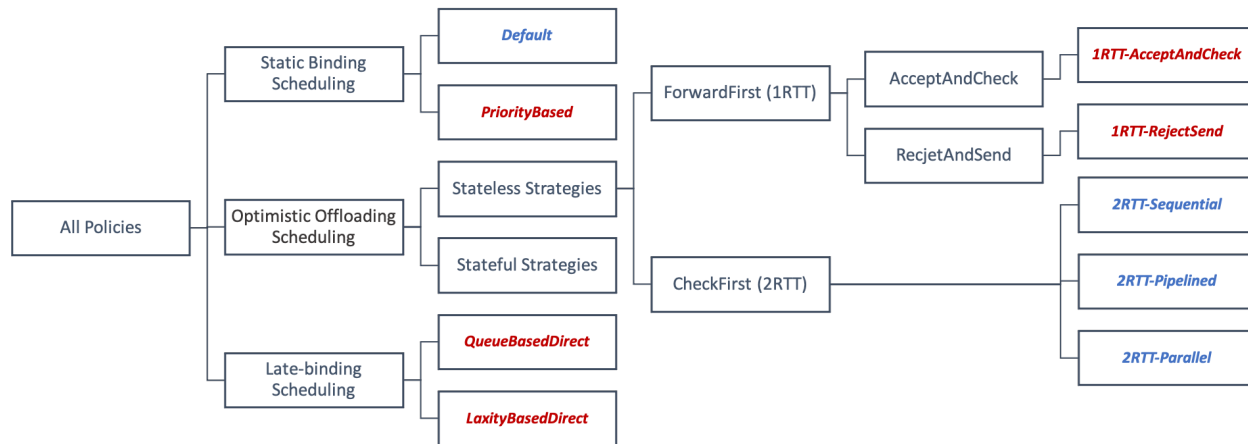 All Policies
Static Binding
Scheduling
Default
PriorityBased
Optimistic Offloading
Scheduling
Stateless Strategies
ForwardFirst (1RTT)
AcceptAndCheck
1RTT-AcceptAndCheck
RecjetAndSend
1RTT-RejectSend
CheckFirst (2RTT)
2RTT-Sequential
2RTT-Pipelined
2RTT-Parallel
Stateful Strategies
Late-binding
Scheduling
QueueBasedDirect
LaxityBasedDirect